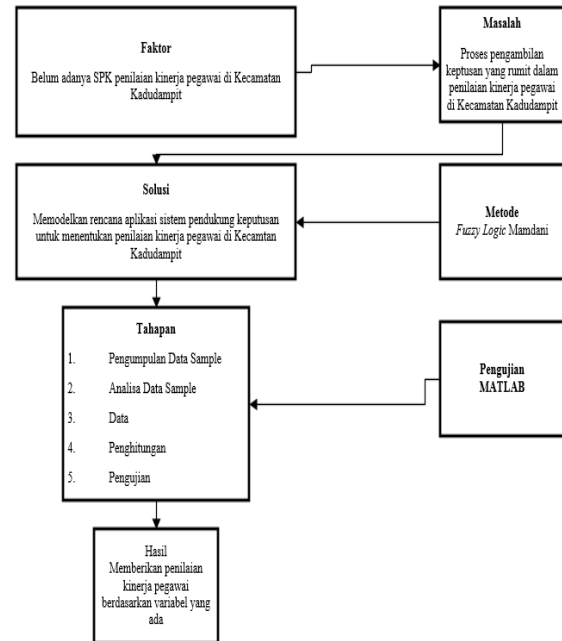 Faktor
Belum adanya SPK penilaian kinerja pegawai di Kecamatan
Kadudampit
Masalah
Proses pengambilan
keptusan yang rumit dalam
penilaian kinerja pegawai
di Kecamatan Kadudampit
Solusi
Memodelkan rencana aplikasi sistem pendukung keputusan
untuk menentukan penilaian kinerja pegawai di Kecamtan
Kadudampit
Metode
Fuzzy Logic Mamdani
Tahapan
1. Pengumpulan Data Sample
2. Analisa Data Sample
3. Data
4. Penghitungan
5. Pengujian
Pengujian
MATLAB
Hasil
Memberikan penilaian
kinerja pegawai
berdasarkan variabel yang
ada